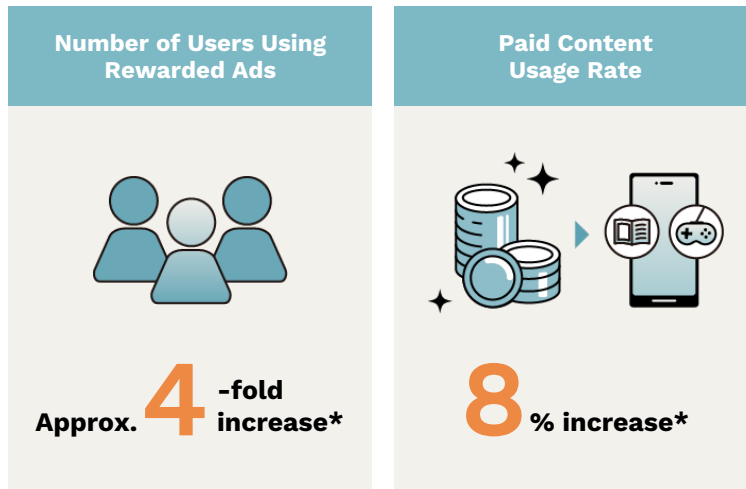 Number of Users Using
Rewarded Ads
Approx. 4 -fold
increase*
Paid Content
Usage Rate
8 % increase*